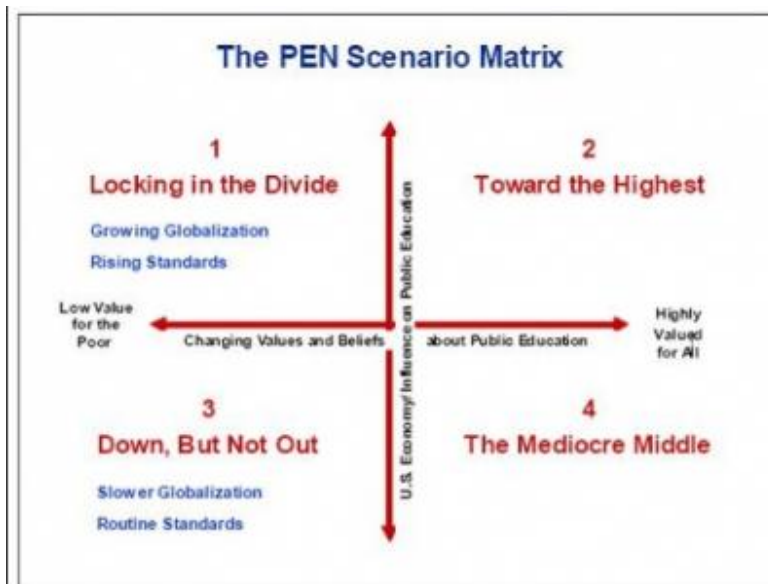 The PEN Scenario Matrix
1
Locking in the Divide
Growing Globalization
Rising Standards
2
Toward the Highest
Low Value
for the
Poor
Changing Values and Beliefs about Public Education
Highly
Valued
for All
U.S. Economy/Influence on Public Education
3
Down, But Not Out
Slower Globalization
Routine Standards
4
The Mediocre Middle